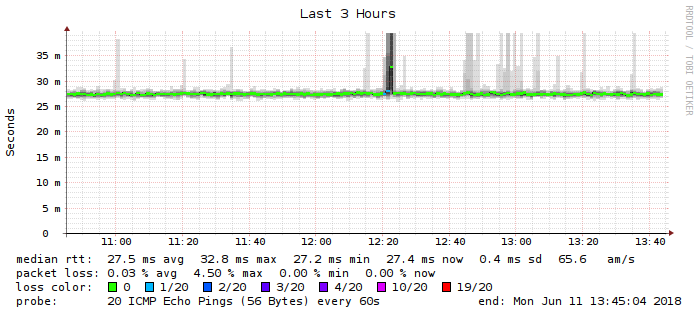 Last 3 Hours
RRDTOOL / TOBI OETIKER
Seconds
35 m
30 m
25 m
20 m
15 m
10 m
5 m
0
11:00 11:20 11:40 12:00 12:20 12:40 13:00 13:20 13:40
median rtt: 27.5 ms avg 32.8 ms max 27.2 ms min 27.4 ms now 0.4 ms sd 65.6 am/s
packet loss: 0.03 % avg 4.50 % max 0.00 % min 0.00 % now
loss color: 0 1/20 2/20 3/20 4/20 10/20 19/20
probe: 20 ICMP Echo Pings (56 Bytes) every 60s end: Mon Jun 11 13:45:04 2018